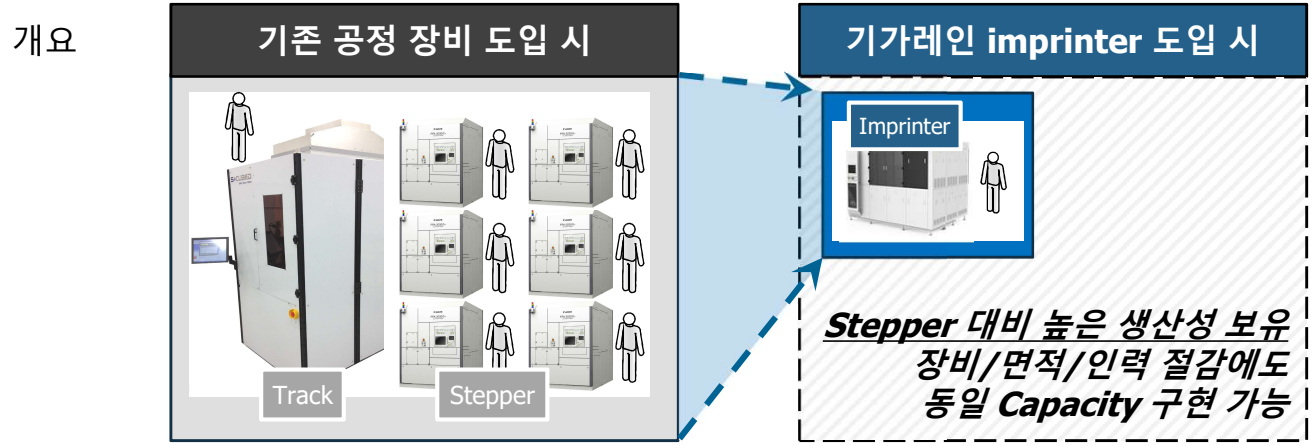 개요
기존 공정 장비 도입 시
기가레인 imprinter 도입 시
Imprinter
Track
Stepper
Stepper 대비 높은 생산성 보유
장비/면적/인력 절감에도
동일 Capacity 구현 가능